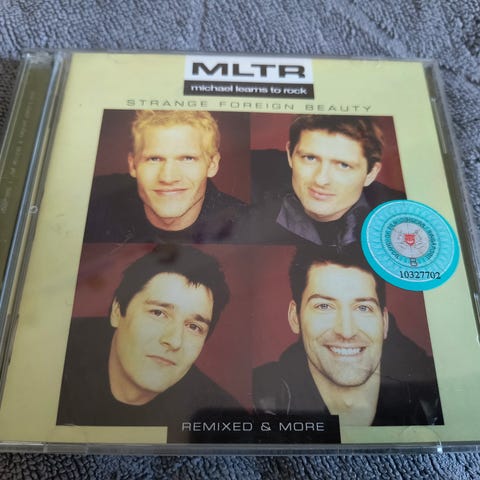 MLTR
michael learns to rock
STRANGE FOREIGN BEAUTY
B
10327702
REMIXED & MORE